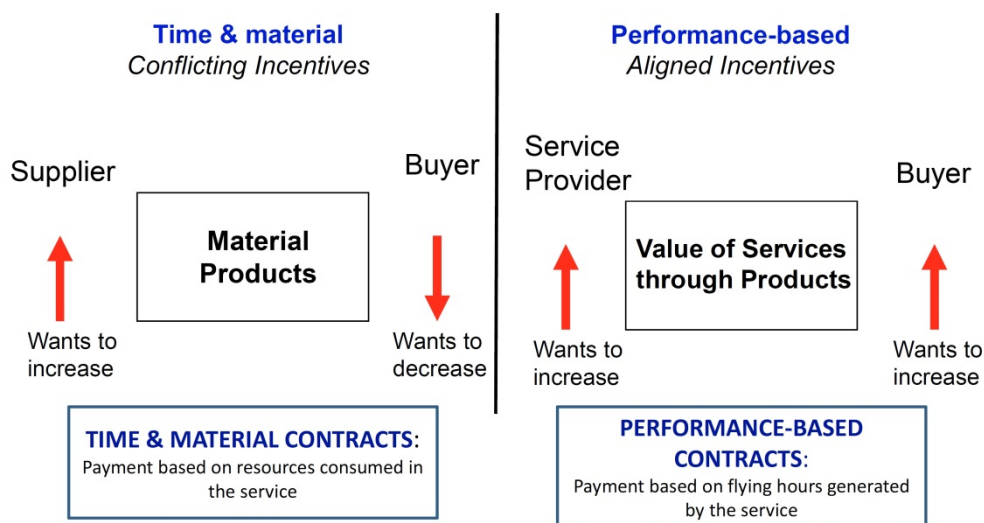 Time & material
Conflicting Incentives
Supplier
Buyer
Material
Products
Wants to
increase
Wants to
decrease
TIME & MATERIAL CONTRACTS:
Payment based on resources consumed in
the service
Performance-based
Aligned Incentives
Service
Provider
Buyer
Value of Services
through Products
Wants to
increase
Wants to
increase
PERFORMANCE-BASED
CONTRACTS:
Payment based on flying hours generated
by the service